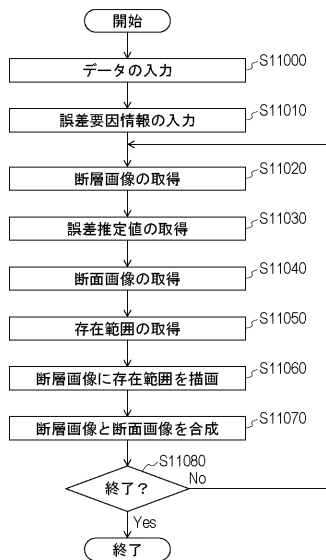 開始
データの入力
S11000
誤差要因情報の入力
S11010
断層画像の取得
S11020
誤差推定値の取得
S11030
断面画像の取得
S11040
存在範囲の取得
S11050
断層画像に存在範囲を描画
S11060
断層画像と断面画像を合成
S11070
終了？
S11080
No
Yes
終了